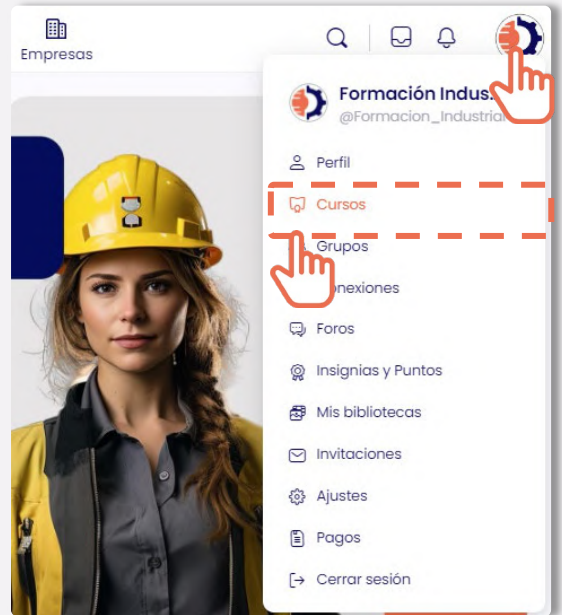 Empresas
Formación Indus...
@Formacion_Industrial
Perfil
Cursos
Grupos
onexiones
Foros
Insignias y Puntos
Mis bibliotecas
Invitaciones
Ajustes
Pagos
Cerrar sesión